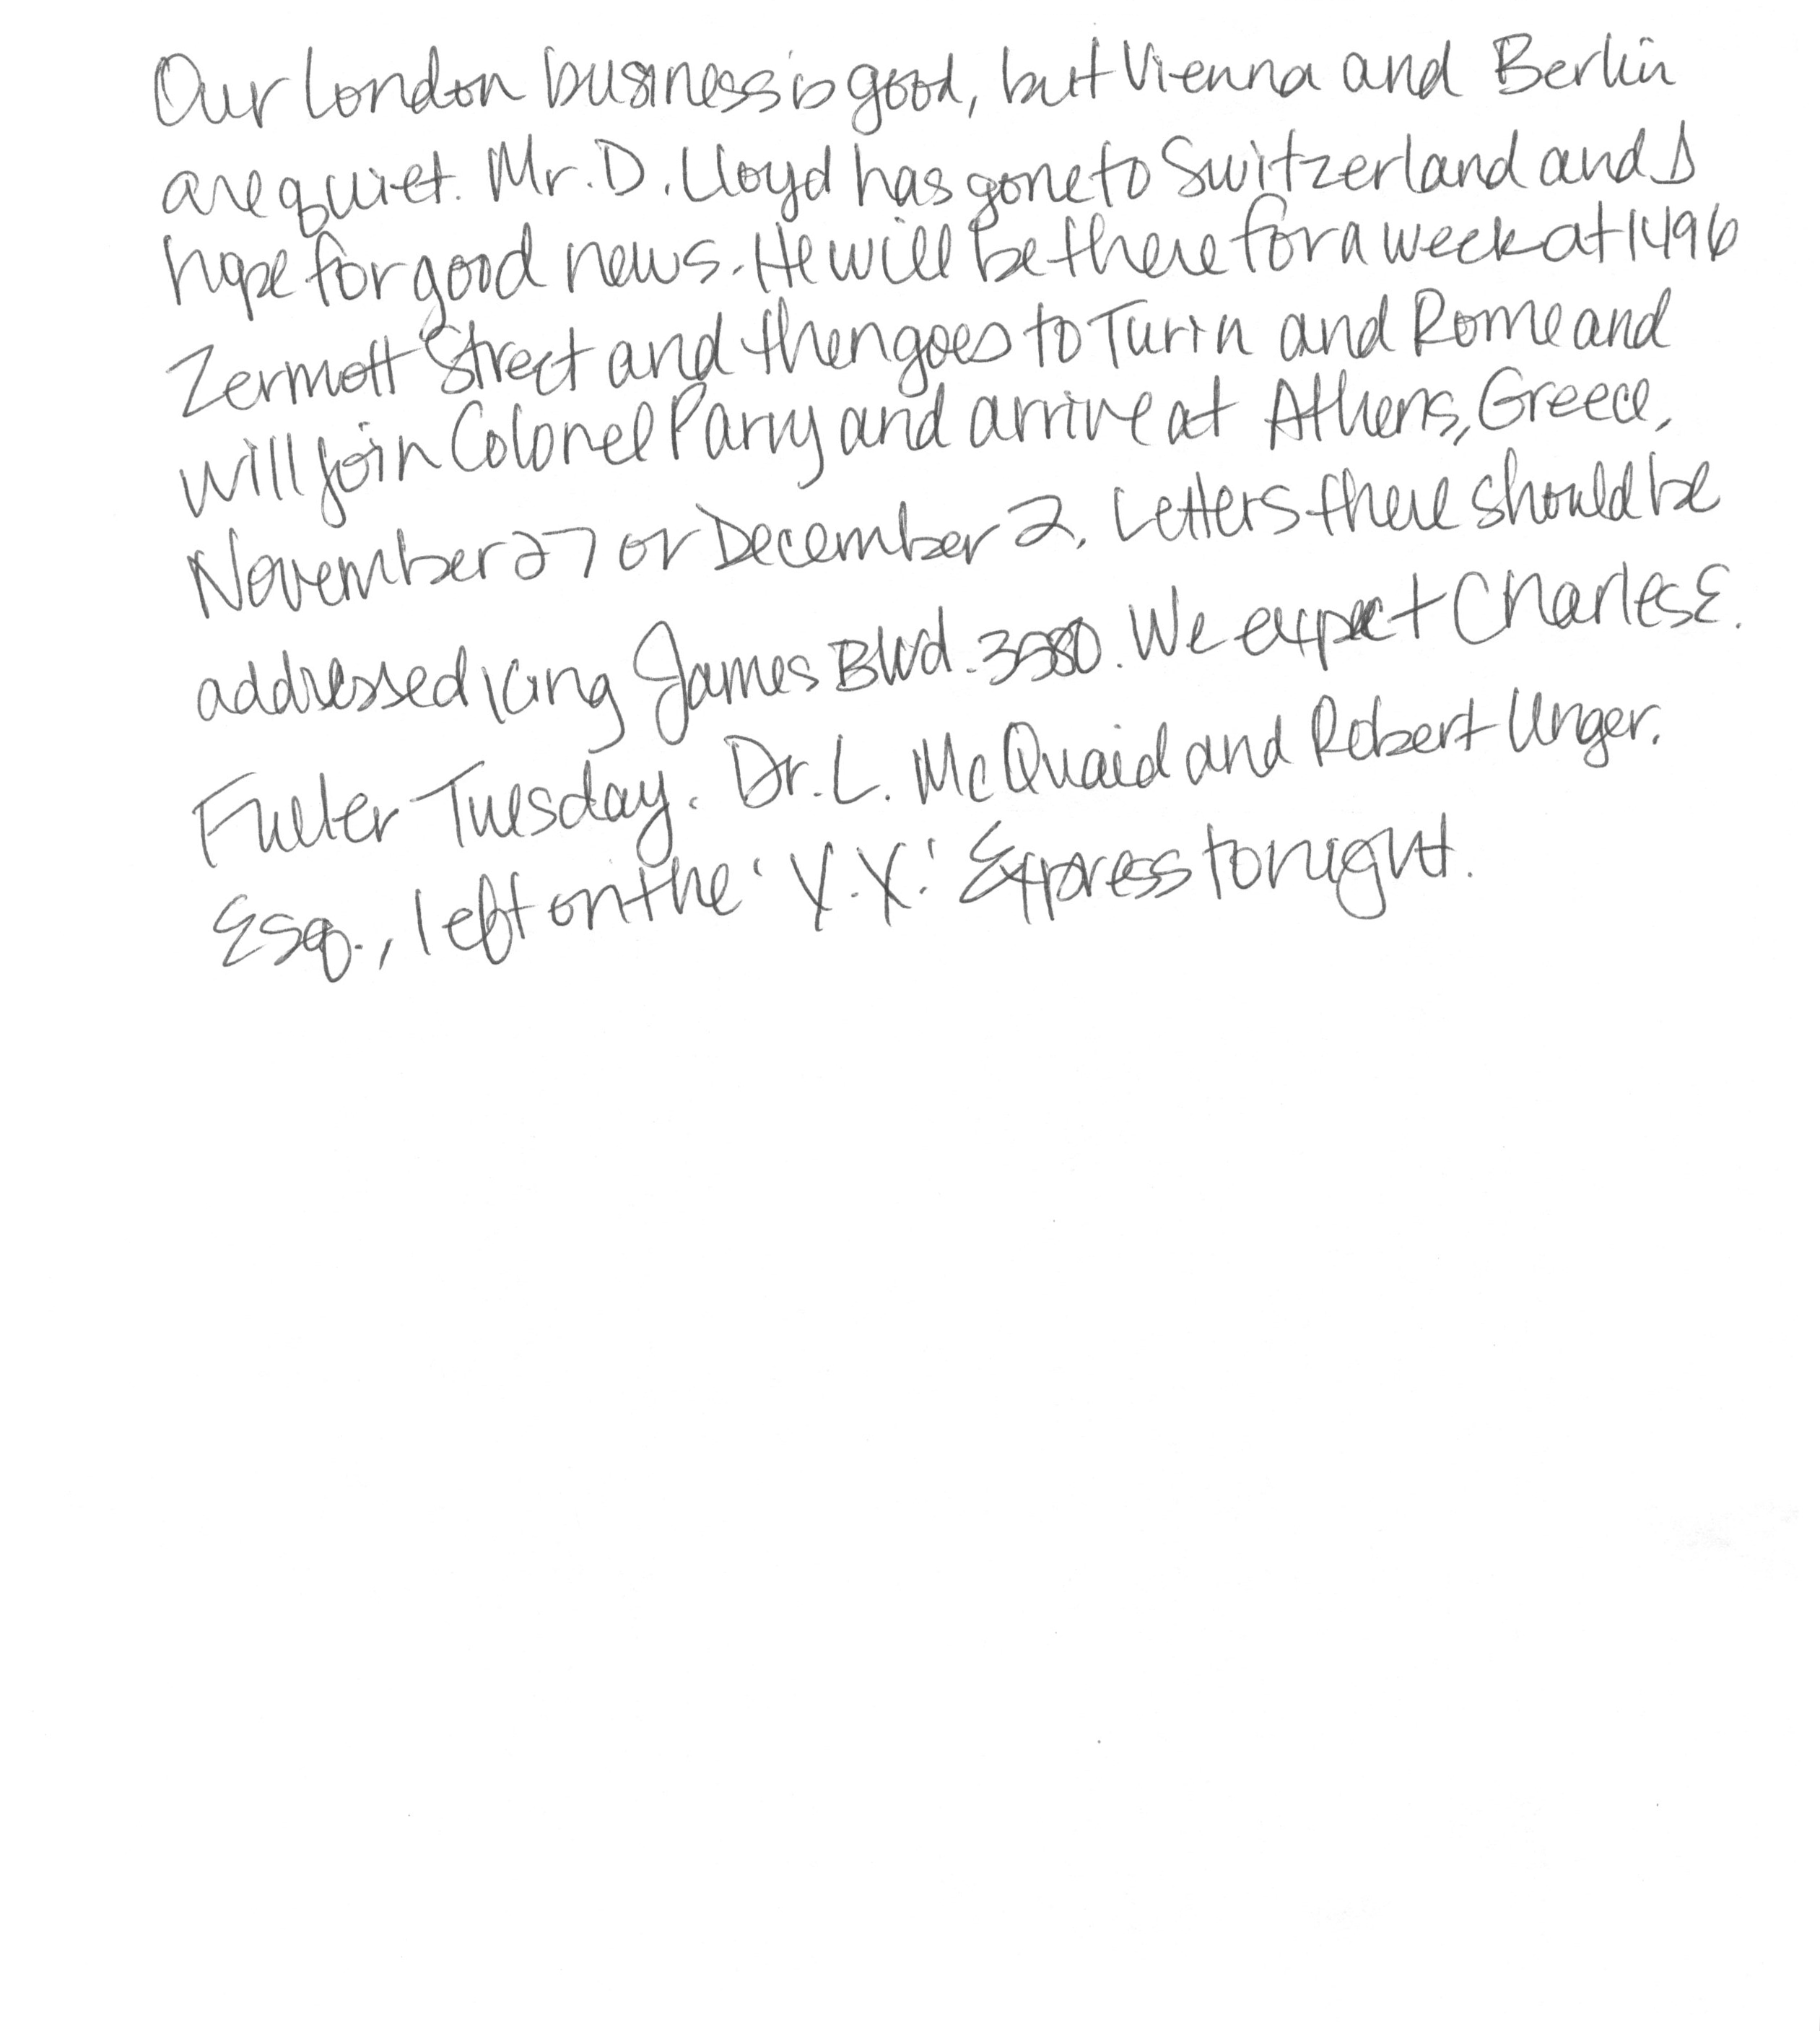 Our London business is good, but Vienna and Berlin
are quiet. Mr. D. Lloyd has gone to Switzerland and I
hope for good news. He will be there for a week at 1496
Zermott Street and then goes to Turin and Rome and
will join Colonel Parry and arrive at Athens, Greece,
November 27 or December 2. Letters there should be
addressed King James Blvd. 3580. We expect Charles E.
Fuller Tuesday. Dr. L. McQuaid and Robert Unger.
Esq., left on the 'Y.X.' Express tonight.